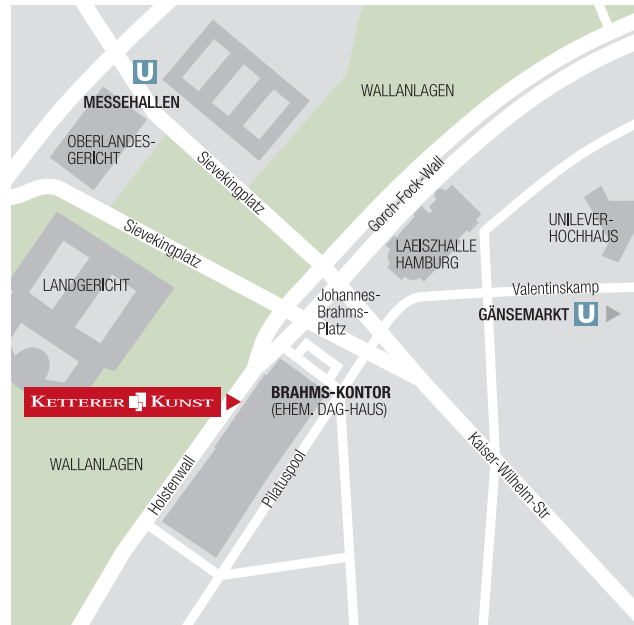 U
MESSEHALLEN
WALLANLAGEN
OBERLANDES-
GERICHT
Sievekingplatz
Gorch-Fock-Wall
Sievekingplatz
LAEISZHALLE
HAMBURG
UNILEVER-
HOCHHAUS
LANDGERICHT
Johannes-
Brahms-
Platz
Valentinskamp
GÄNSEMARKT U
KETTERER KUNST
BRAHMS-KONTOR
(EHEM. DAG-HAUS)
WALLANLAGEN
Holstenwall
Pilatuspool
Kaiser-Wilhelm-Str